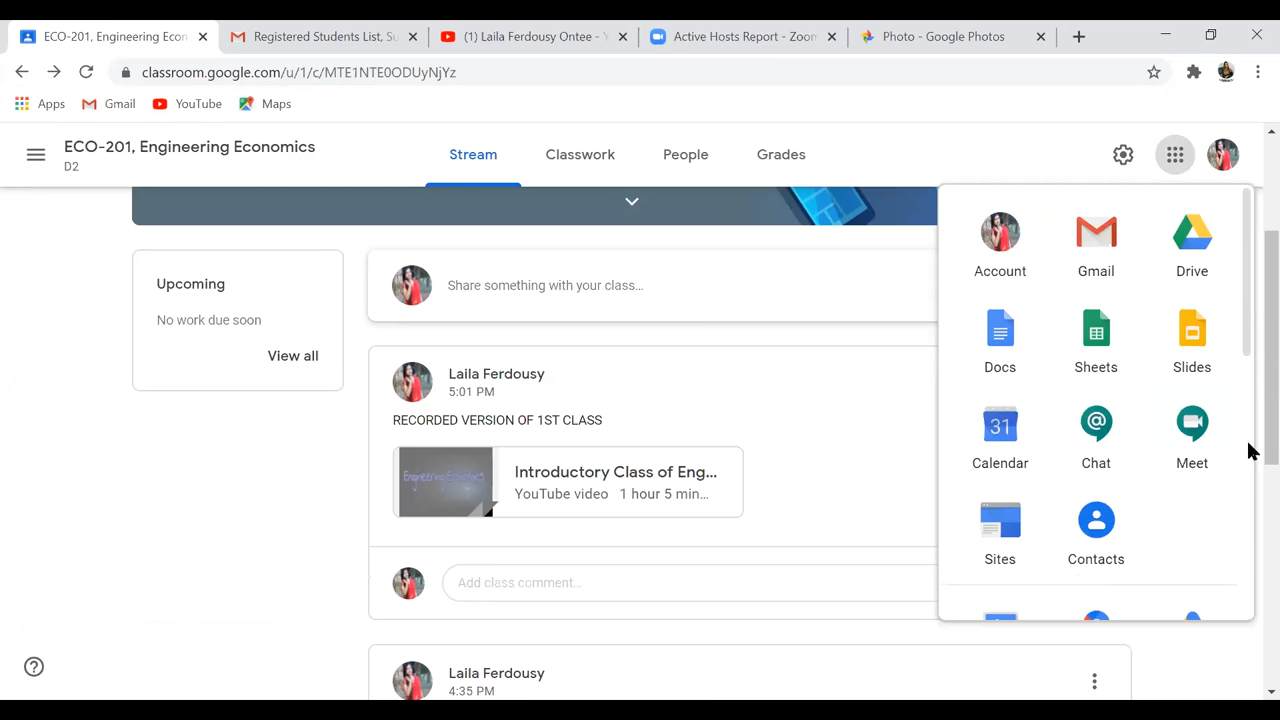 ECO-201, Engineering Econ
Registered Students List, Su
(1) Laila Ferdousy Ontee - Y
Active Hosts Report - Zoom
Photo - Google Photos
classroom.google.com/u/1/c/MTE1NTE0ODUyNjYz
Apps
Gmail
YouTube
Maps
ECO-201, Engineering Economics
D2
Stream
Classwork
People
Grades
Upcoming
No work due soon
View all
Share something with your class...
Laila Ferdousy
5:01 PM
RECORDED VERSION OF 1ST CLASS
Engineering Economics
Introductory Class of Eng...
YouTube video 1 hour 5 min...
Add class comment...
Laila Ferdousy
4:35 PM
Account
Gmail
Drive
Docs
Sheets
Slides
31
Calendar
Chat
Meet
Sites
Contacts